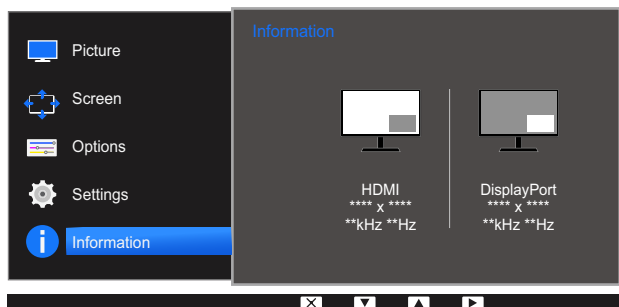 Picture
Screen
Options
Settings
Information
Information
HDMI
**** x ****
**kHz **Hz
DisplayPort
**** x ****
**kHz **Hz